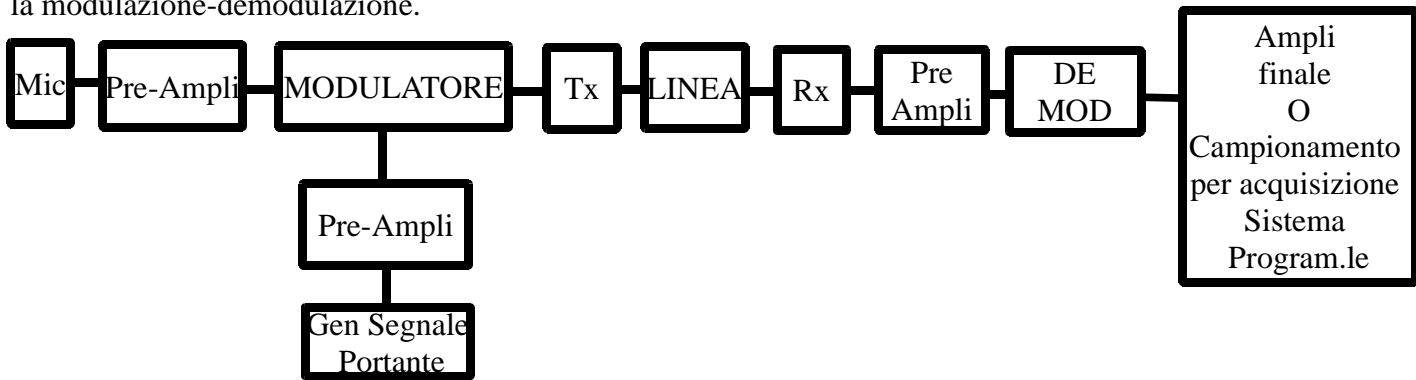 la modulazione-demodulazione.
Mic
Pre-Ampli
MODULATORE
Tx
LINEA
Rx
Pre
Ampli
DE
MOD
Ampli
finale
O
Campionamento
per acquisizione
Sistema
Program.le
Pre-Ampli
Gen Segnale
Portante